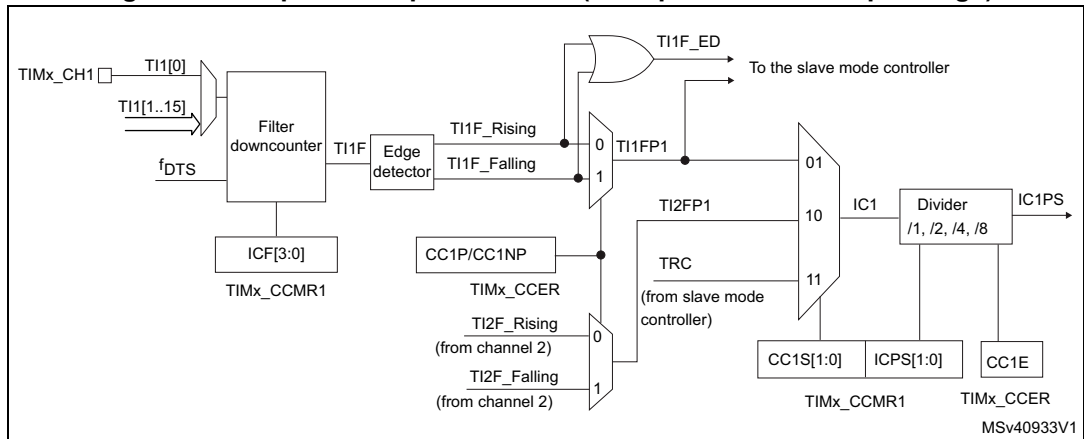 TI1F_ED
TIMx_CH1
TI1[0]
To the slave mode controller
TI1[1..15]
Filter
downcounter
TI1F
Edge
detector
TI1F_Rising
TI1F_Falling
0
1
TI1FP1
01
fDTS
TI2FP1
10
IC1
Divider
/1, /2, /4, /8
IC1PS
ICF[3:0]
TIMx_CCMR1
CC1P/CC1NP
TIMx_CCER
TRC
11
(from slave mode
controller)
TI2F_Rising
(from channel 2)
0
TI2F_Falling
(from channel 2)
1
CC1S[1:0]
ICPS[1:0]
CC1E
TIMx_CCMR1
TIMx_CCER
MSv40933V1